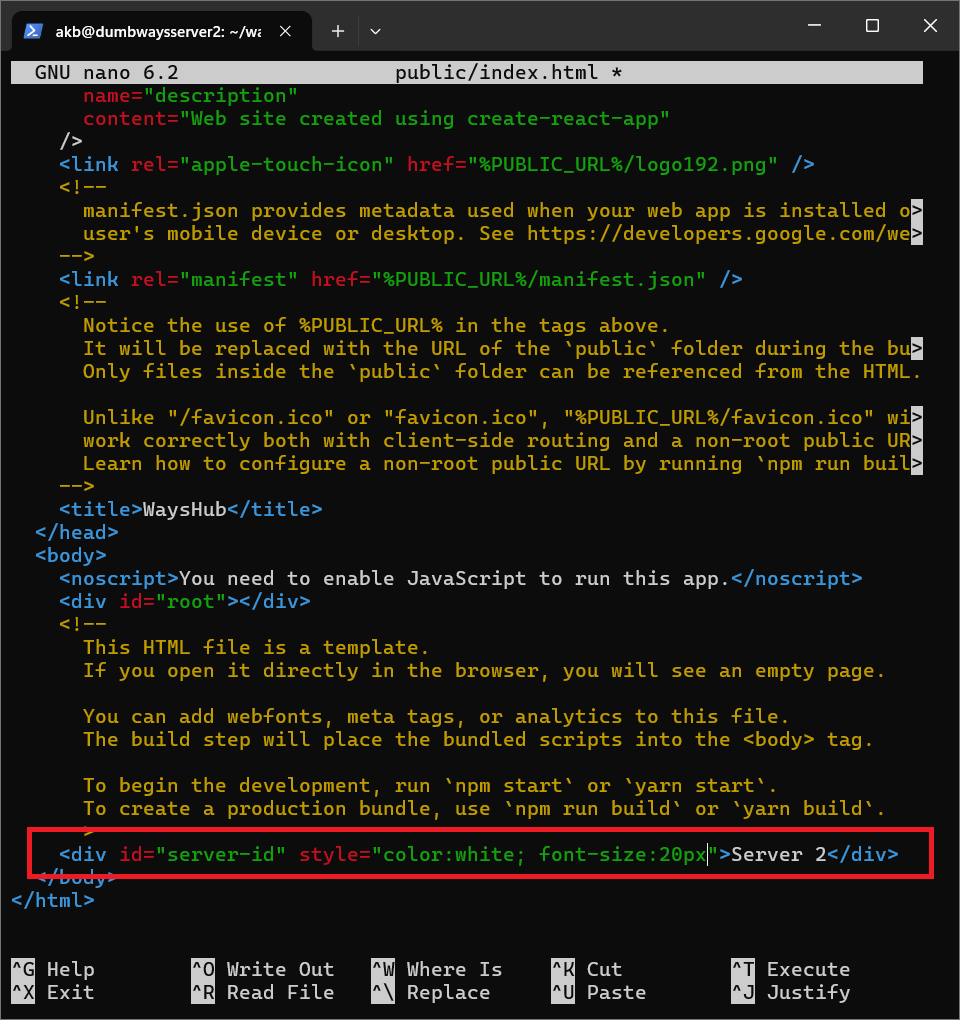 akb@dumbwaysserver2: ~/wa
GNU nano 6.2 public/index.html *
name="description"
content="Web site created using create-react-app"
/>
<link rel="apple-touch-icon" href="%PUBLIC_URL%/logo192.png" />
<!--
manifest.json provides metadata used when your web app is installed o>
user's mobile device or desktop. See https://developers.google.com/we>
-->
<link rel="manifest" href="%PUBLIC_URL%/manifest.json" />
<!--
Notice the use of %PUBLIC_URL% in the tags above.
It will be replaced with the URL of the `public` folder during the bu>
Only files inside the `public` folder can be referenced from the HTML.
Unlike "/favicon.ico" or "favicon.ico", "%PUBLIC_URL%/favicon.ico" wi>
work correctly both with client-side routing and a non-root public UR>
Learn how to configure a non-root public URL by running `npm run buil>
-->
<title>WaysHub</title>
</head>
<body>
<noscript>You need to enable JavaScript to run this app.</noscript>
<div id="root"></div>
<!--
This HTML file is a template.
If you open it directly in the browser, you will see an empty page.
You can add webfonts, meta tags, or analytics to this file.
The build step will place the bundled scripts into the <body> tag.
To begin the development, run `npm start` or `yarn start`.
To create a production bundle, use `npm run build` or `yarn build`.
-->
<div id="server-id" style="color:white; font-size:20px">Server 2</div>
</body>
</html>
^G Help ^O Write Out ^W Where Is ^K Cut ^T Execute
^X Exit ^R Read File ^\ Replace ^U Paste ^J Justify